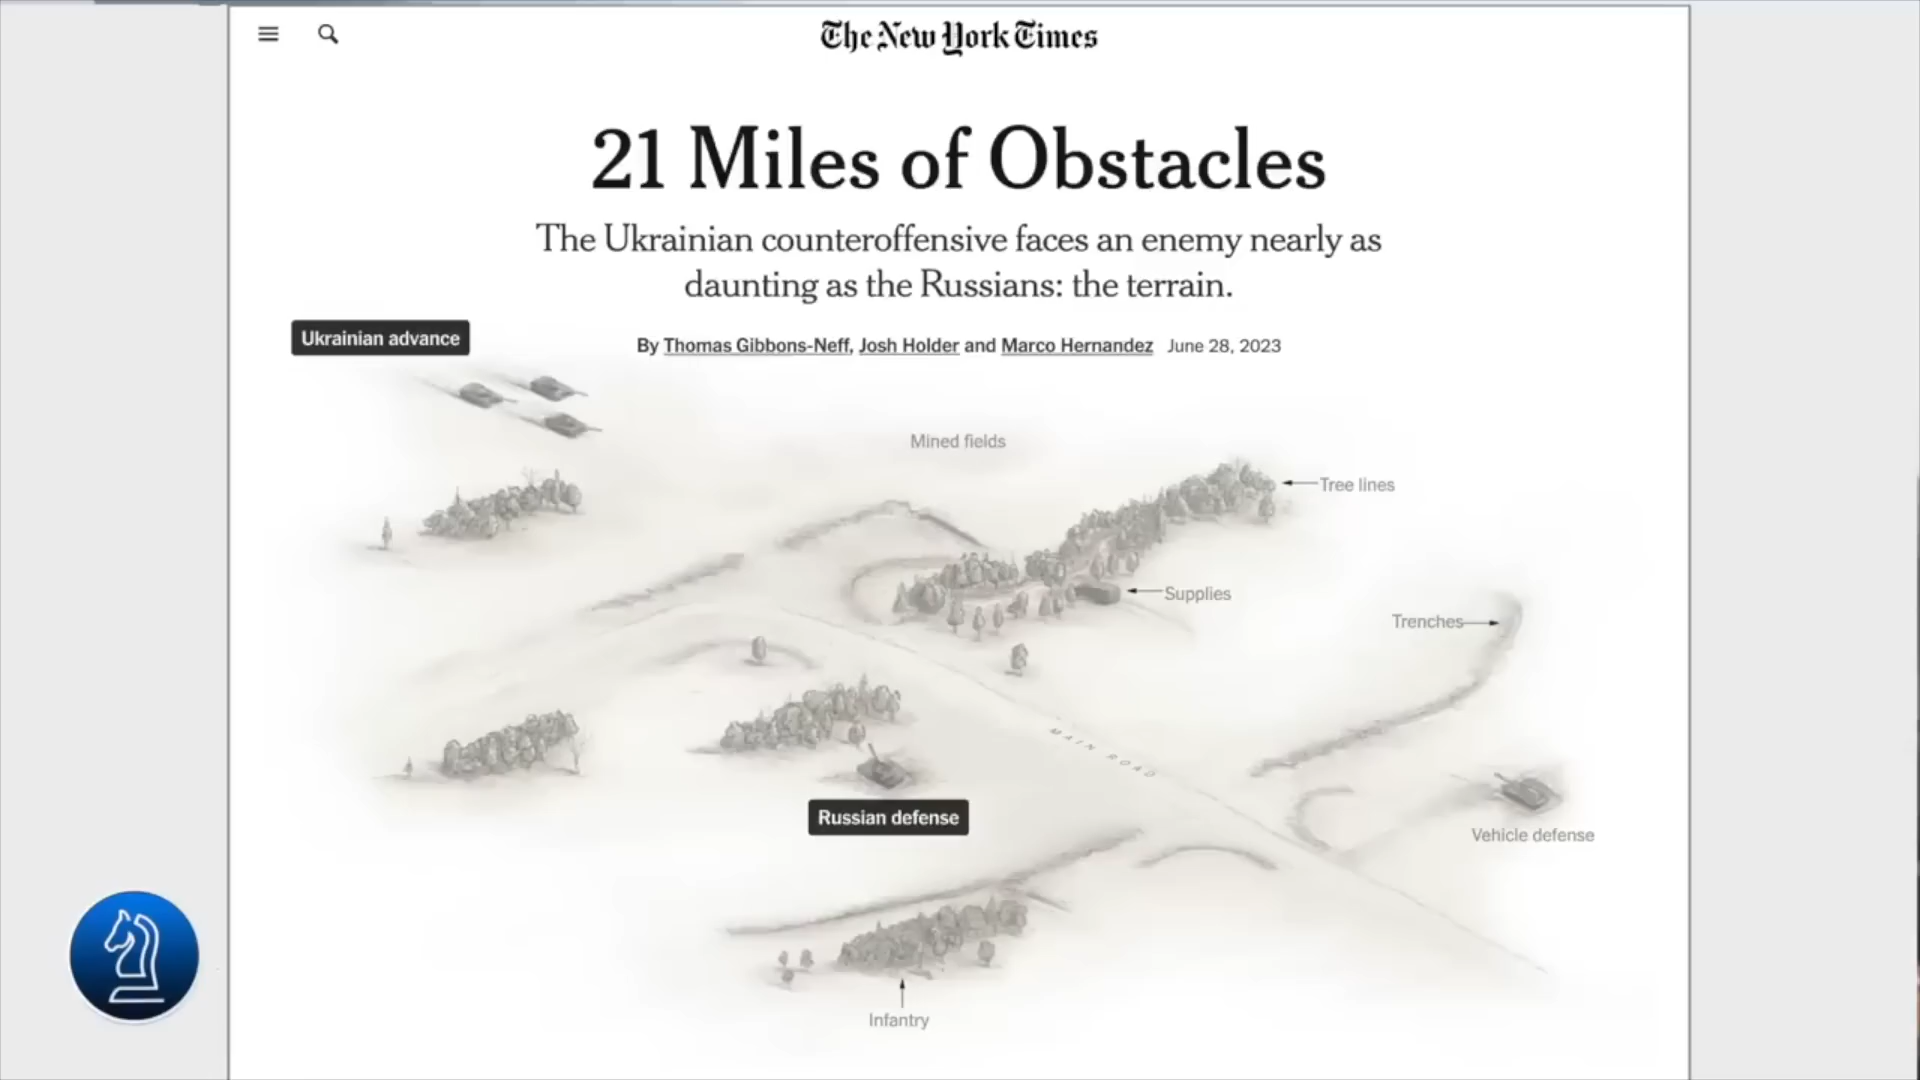 The New York Times
21 Miles of Obstacles
The Ukrainian counteroffensive faces an enemy nearly as
daunting as the Russians: the terrain.
Ukrainian advance
By Thomas Gibbons-Neff, Josh Holder and Marco Hernandez June 28, 2023
Mined fields
Tree lines
Supplies
Trenches
MAIN ROAD
Russian defense
Vehicle defense
Infantry